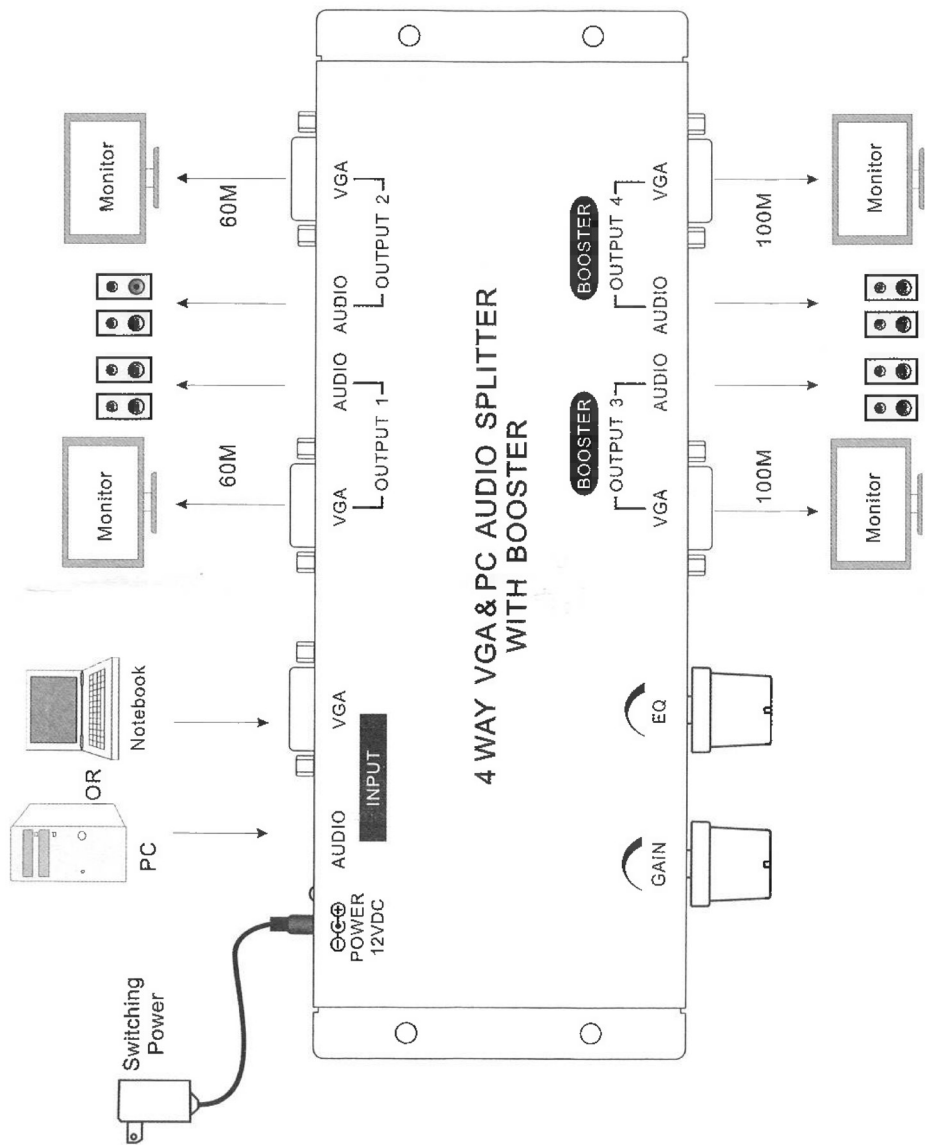 Switching
Power
PC
OR
Notebook
Monitor
Monitor
60M
60M
POWER
12VDC
AUDIO
VGA
INPUT
VGA
AUDIO
OUTPUT 1
AUDIO
VGA
OUTPUT 2
4 WAY VGA&PC AUDIO SPLITTER
WITH BOOSTER
GAIN
EQ
BOOSTER
OUTPUT 3
VGA
AUDIO
BOOSTER
OUTPUT 4
AUDIO
VGA
100M
100M
Monitor
Monitor